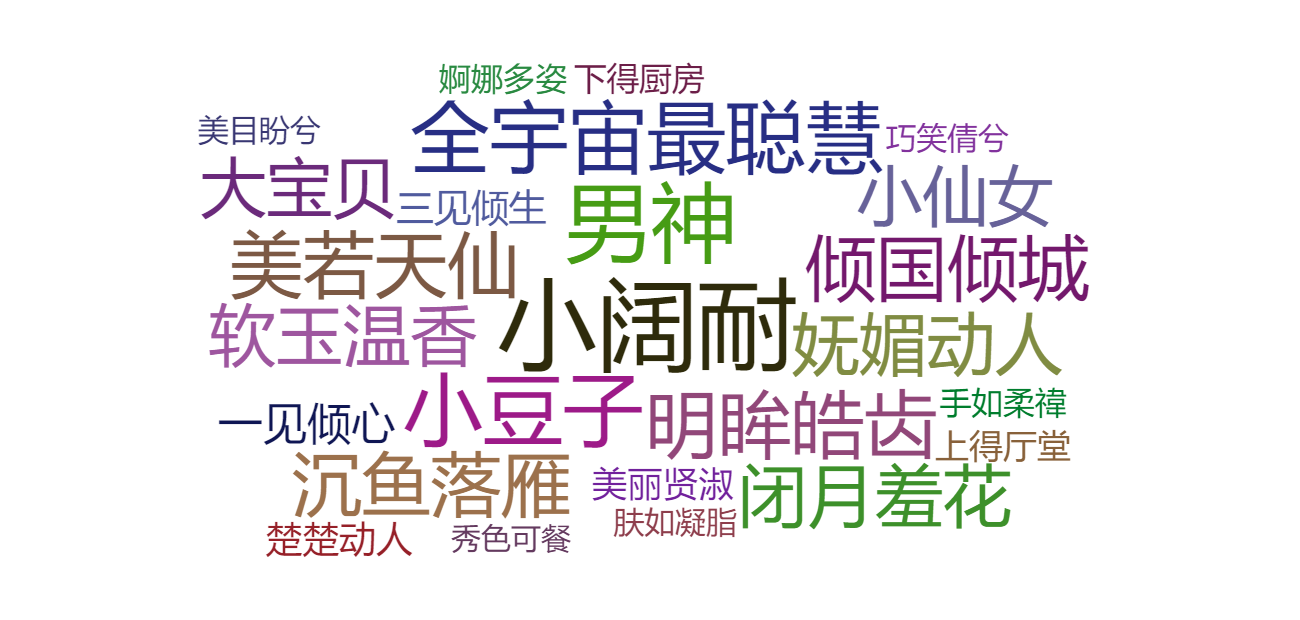 婀娜多姿
下得厨房
美目盼兮
全宇宙最聪慧
巧笑倩兮
大宝贝
三见倾生
男神
小仙女
美若天仙
倾国倾城
小阔耐
软玉温香
妩媚动人
小豆子
明眸皓齿
手如柔禕
一见倾心
上得厅堂
沉鱼落雁
美丽贤淑
闭月羞花
肤如凝脂
楚楚动人
秀色可餐